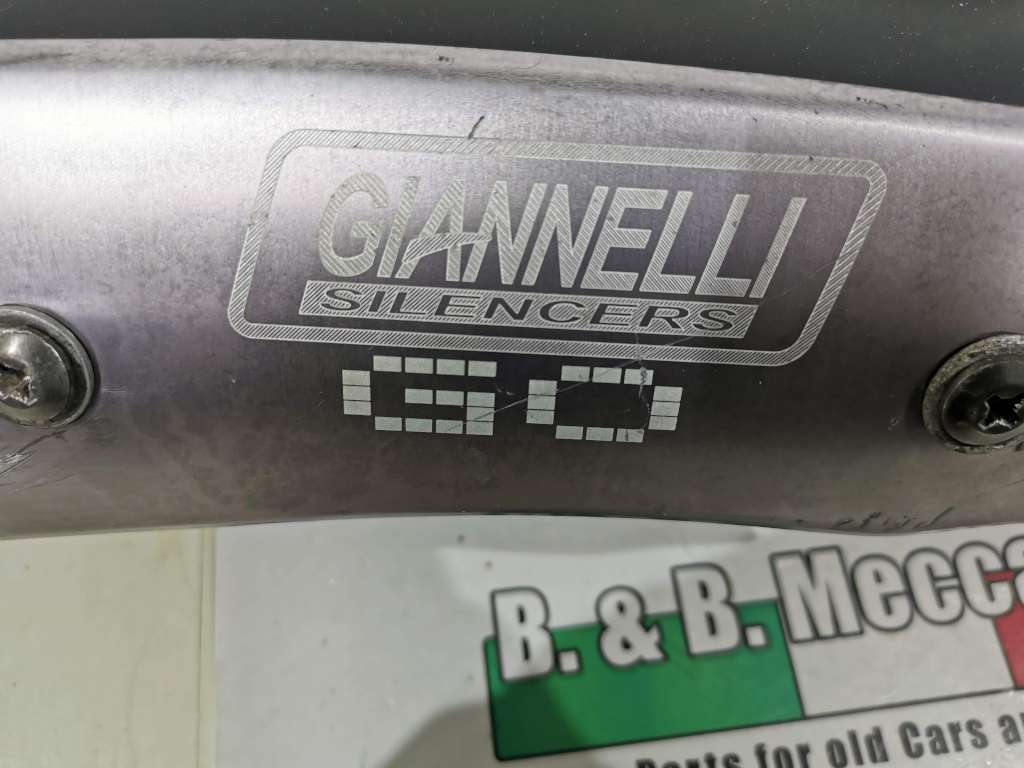 GIANNELLI
SILENCERS
GO
B. & B. Mecca
Parts for old Cars a